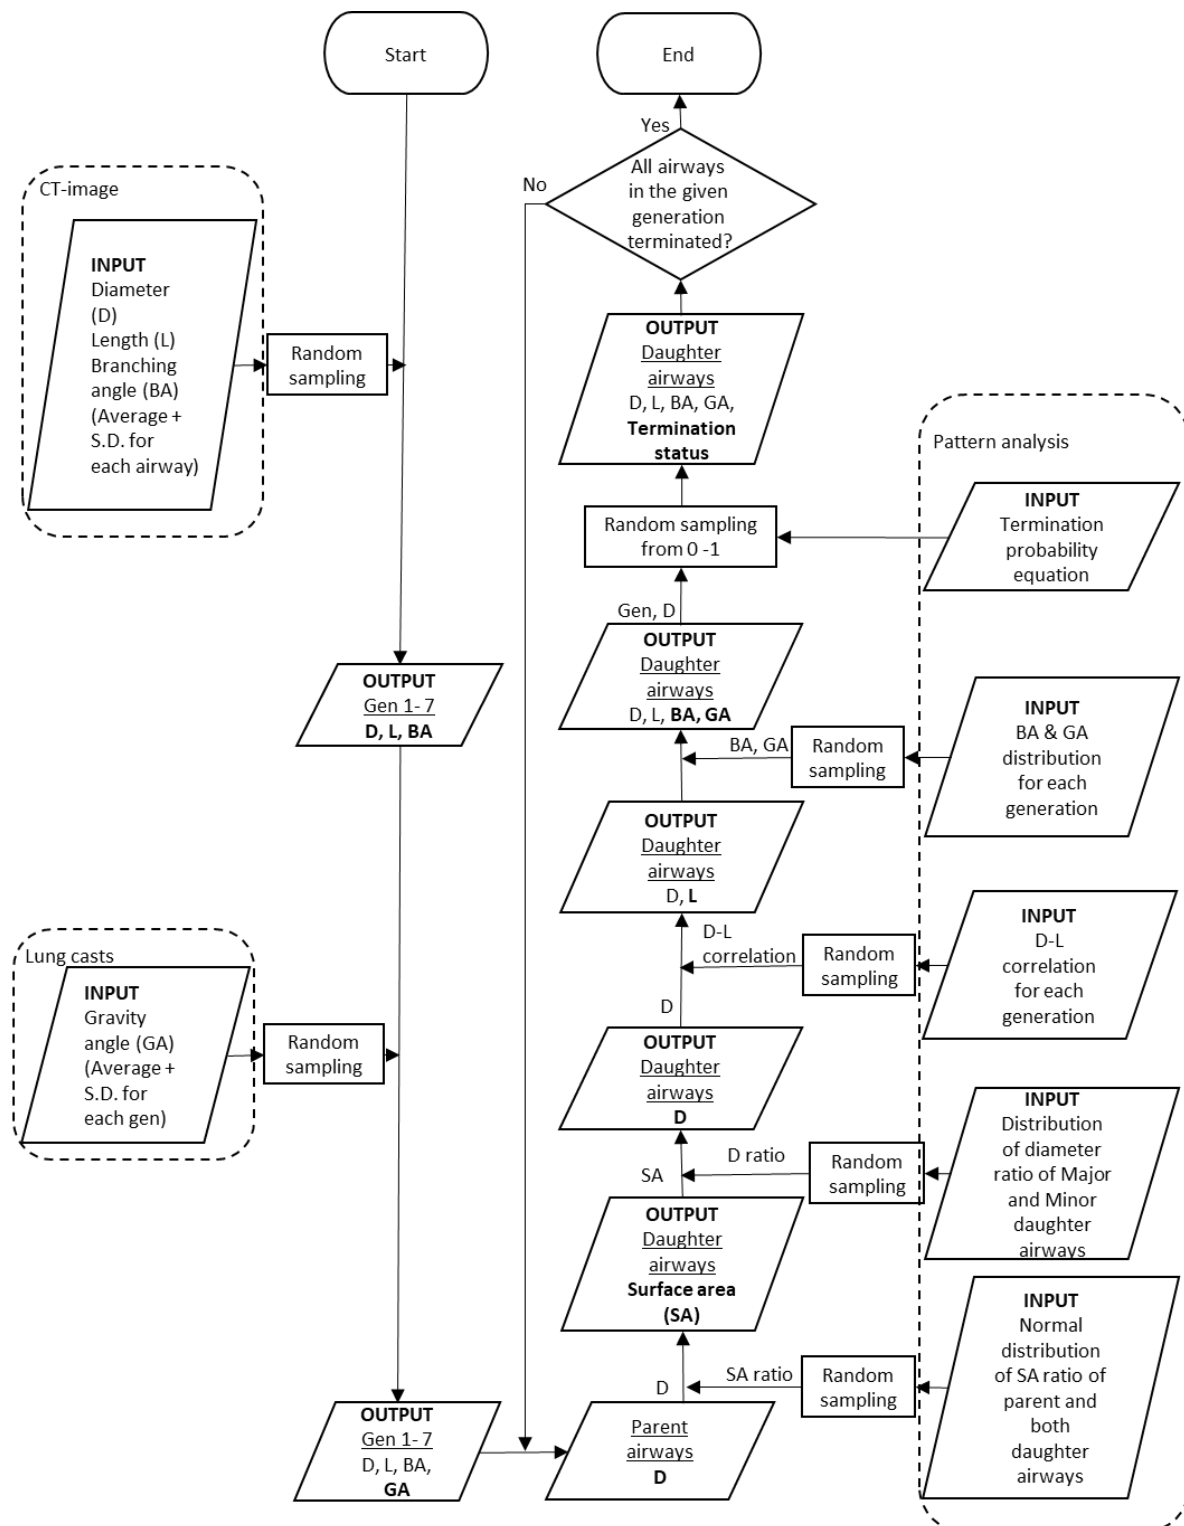 Start
End
Yes
No
All airways
in the given
generation
terminated?
CT-image
INPUT
Diameter
(D)
Length (L)
Branching
angle (BA)
(Average +
S.D. for
each airway)
Random
sampling
OUTPUT
Gen 1- 7
D, L, BA
Lung casts
INPUT
Gravity
angle (GA)
(Average +
S.D. for
each gen)
Random
sampling
OUTPUT
Gen 1- 7
D, L, BA,
GA
OUTPUT
Daughter
airways
D, L, BA, GA,
Termination
status
Random sampling
from 0 -1
Gen, D
OUTPUT
Daughter
airways
D, L, BA, GA
BA, GA
Random
sampling
OUTPUT
Daughter
airways
D, L
D-L
correlation
Random
sampling
D
OUTPUT
Daughter
airways
D
D ratio
Random
sampling
SA
OUTPUT
Daughter
airways
Surface area
(SA)
SA ratio
Random
sampling
D
Parent
airways
D
Pattern analysis
INPUT
Termination
probability
equation
INPUT
BA & GA
distribution
for each
generation
INPUT
D-L
correlation
for each
generation
INPUT
Distribution
of diameter
ratio of Major
and Minor
daughter
airways
INPUT
Normal
distribution
of SA ratio of
parent and
both
daughter
airways